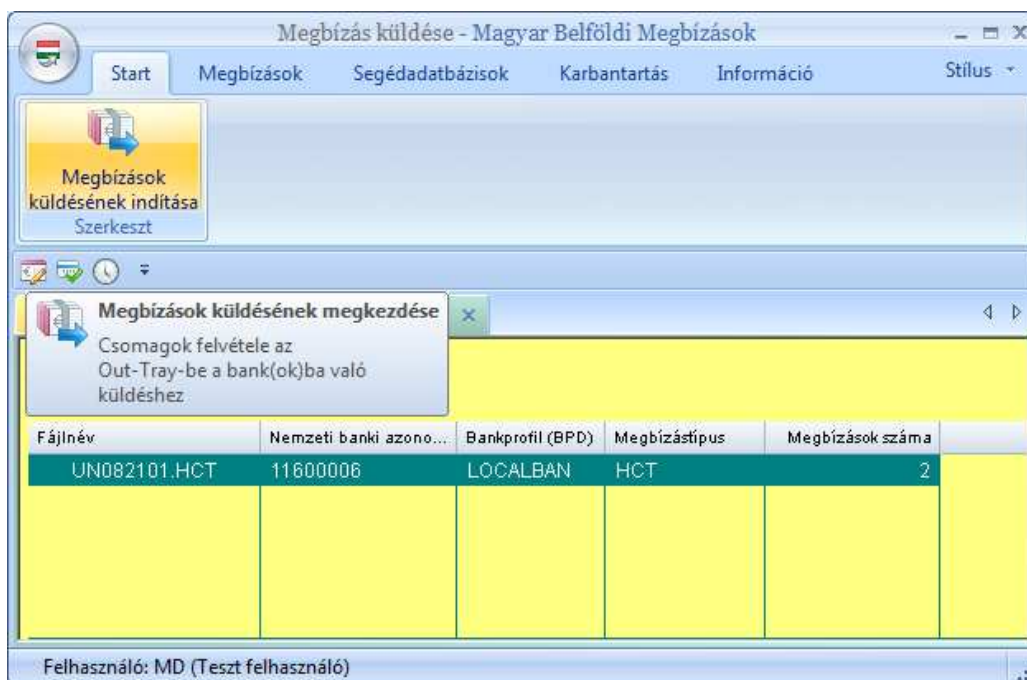 Megbízás küldése - Magyar Belföldi Megbízások
Start Megbízások Segédadatbázisok Karbantartás Információ Stílus
Megbízások
küldésének indítása
Szerkeszt
Megbízások küldésének megkezdése
Csomagok felvétele az
Out-Tray-be a bank(ok)ba való
küldéshez
Fájlnév Nemzeti banki azono... Bankprofil (BPD) Megbízástípus Megbízások száma
UN082101.HCT 11600006 LOCALBAN HCT 2
Felhasználó: MD (Teszt felhasználó)